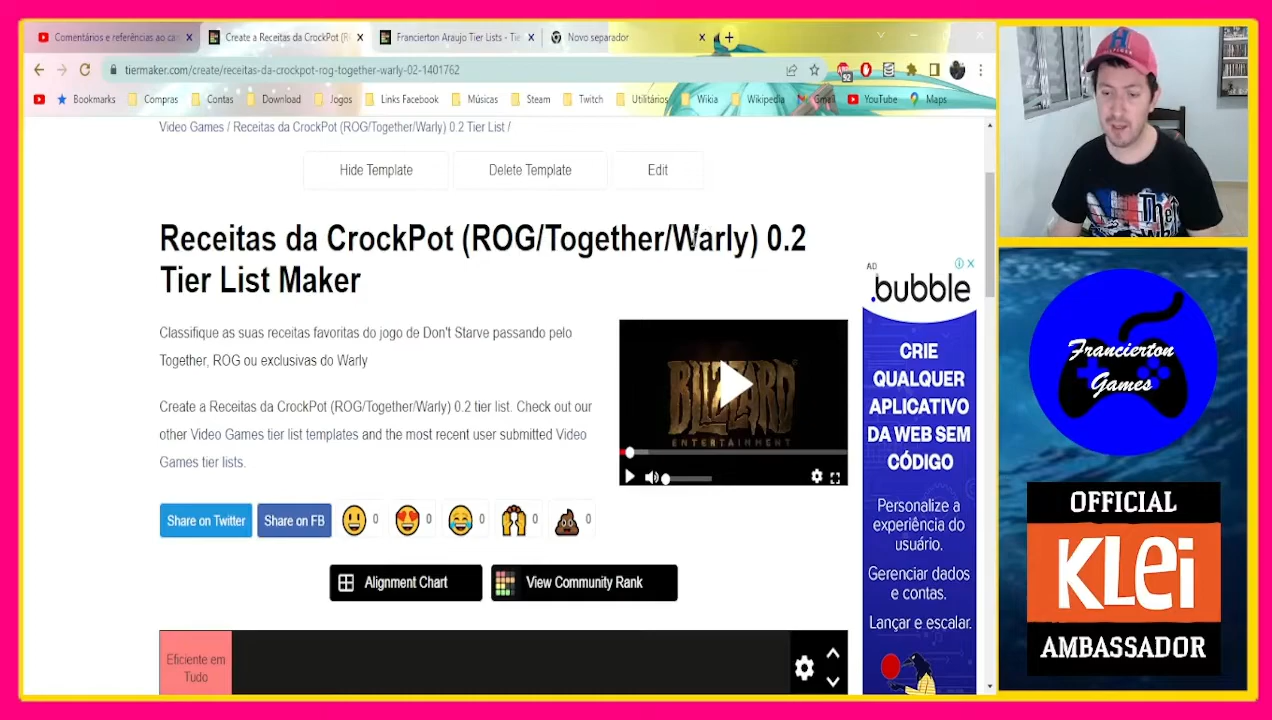 Comentários e referências ao ca
Create a Receitas da CrockPot (R
Francierton Araujo Tier Lists - Tie
Novo separador
tiermaker.com/create/receitas-da-crockpot-rog-together-warly-02-1401762
92
Bookmarks
Compras
Contas
Download
Jogos
Links Facebook
Músicas
Steam
Twitch
Utilitários
Wikia
Wikipedia
Gmail
YouTube
Maps
Video Games / Receitas da CrockPot (ROG/Together/Warly) 0.2 Tier List /
Hide Template
Delete Template
Edit
Receitas da CrockPot (ROG/Together/Warly) 0.2
Tier List Maker
Classifique as suas receitas favoritas do jogo de Don't Starve passando pelo
Together, ROG ou exclusivas do Warly
Create a Receitas da CrockPot (ROG/Together/Warly) 0.2 tier list. Check out our
other Video Games tier list templates and the most recent user submitted Video
Games tier lists.
BLIZZARD
ENTERTAINMENT
Share on Twitter
Share on FB
0
0
0
0
0
Alignment Chart
View Community Rank
Eficiente em
Tudo
AD
.bubble
CRIE
QUALQUER
APLICATIVO
DA WEB SEM
CÓDIGO
Personalize a
experiência do
usuário.
Gerenciar dados
e contas.
Lançar e escalar.
Francierton
Games
OFFICIAL
KLEi
AMBASSADOR